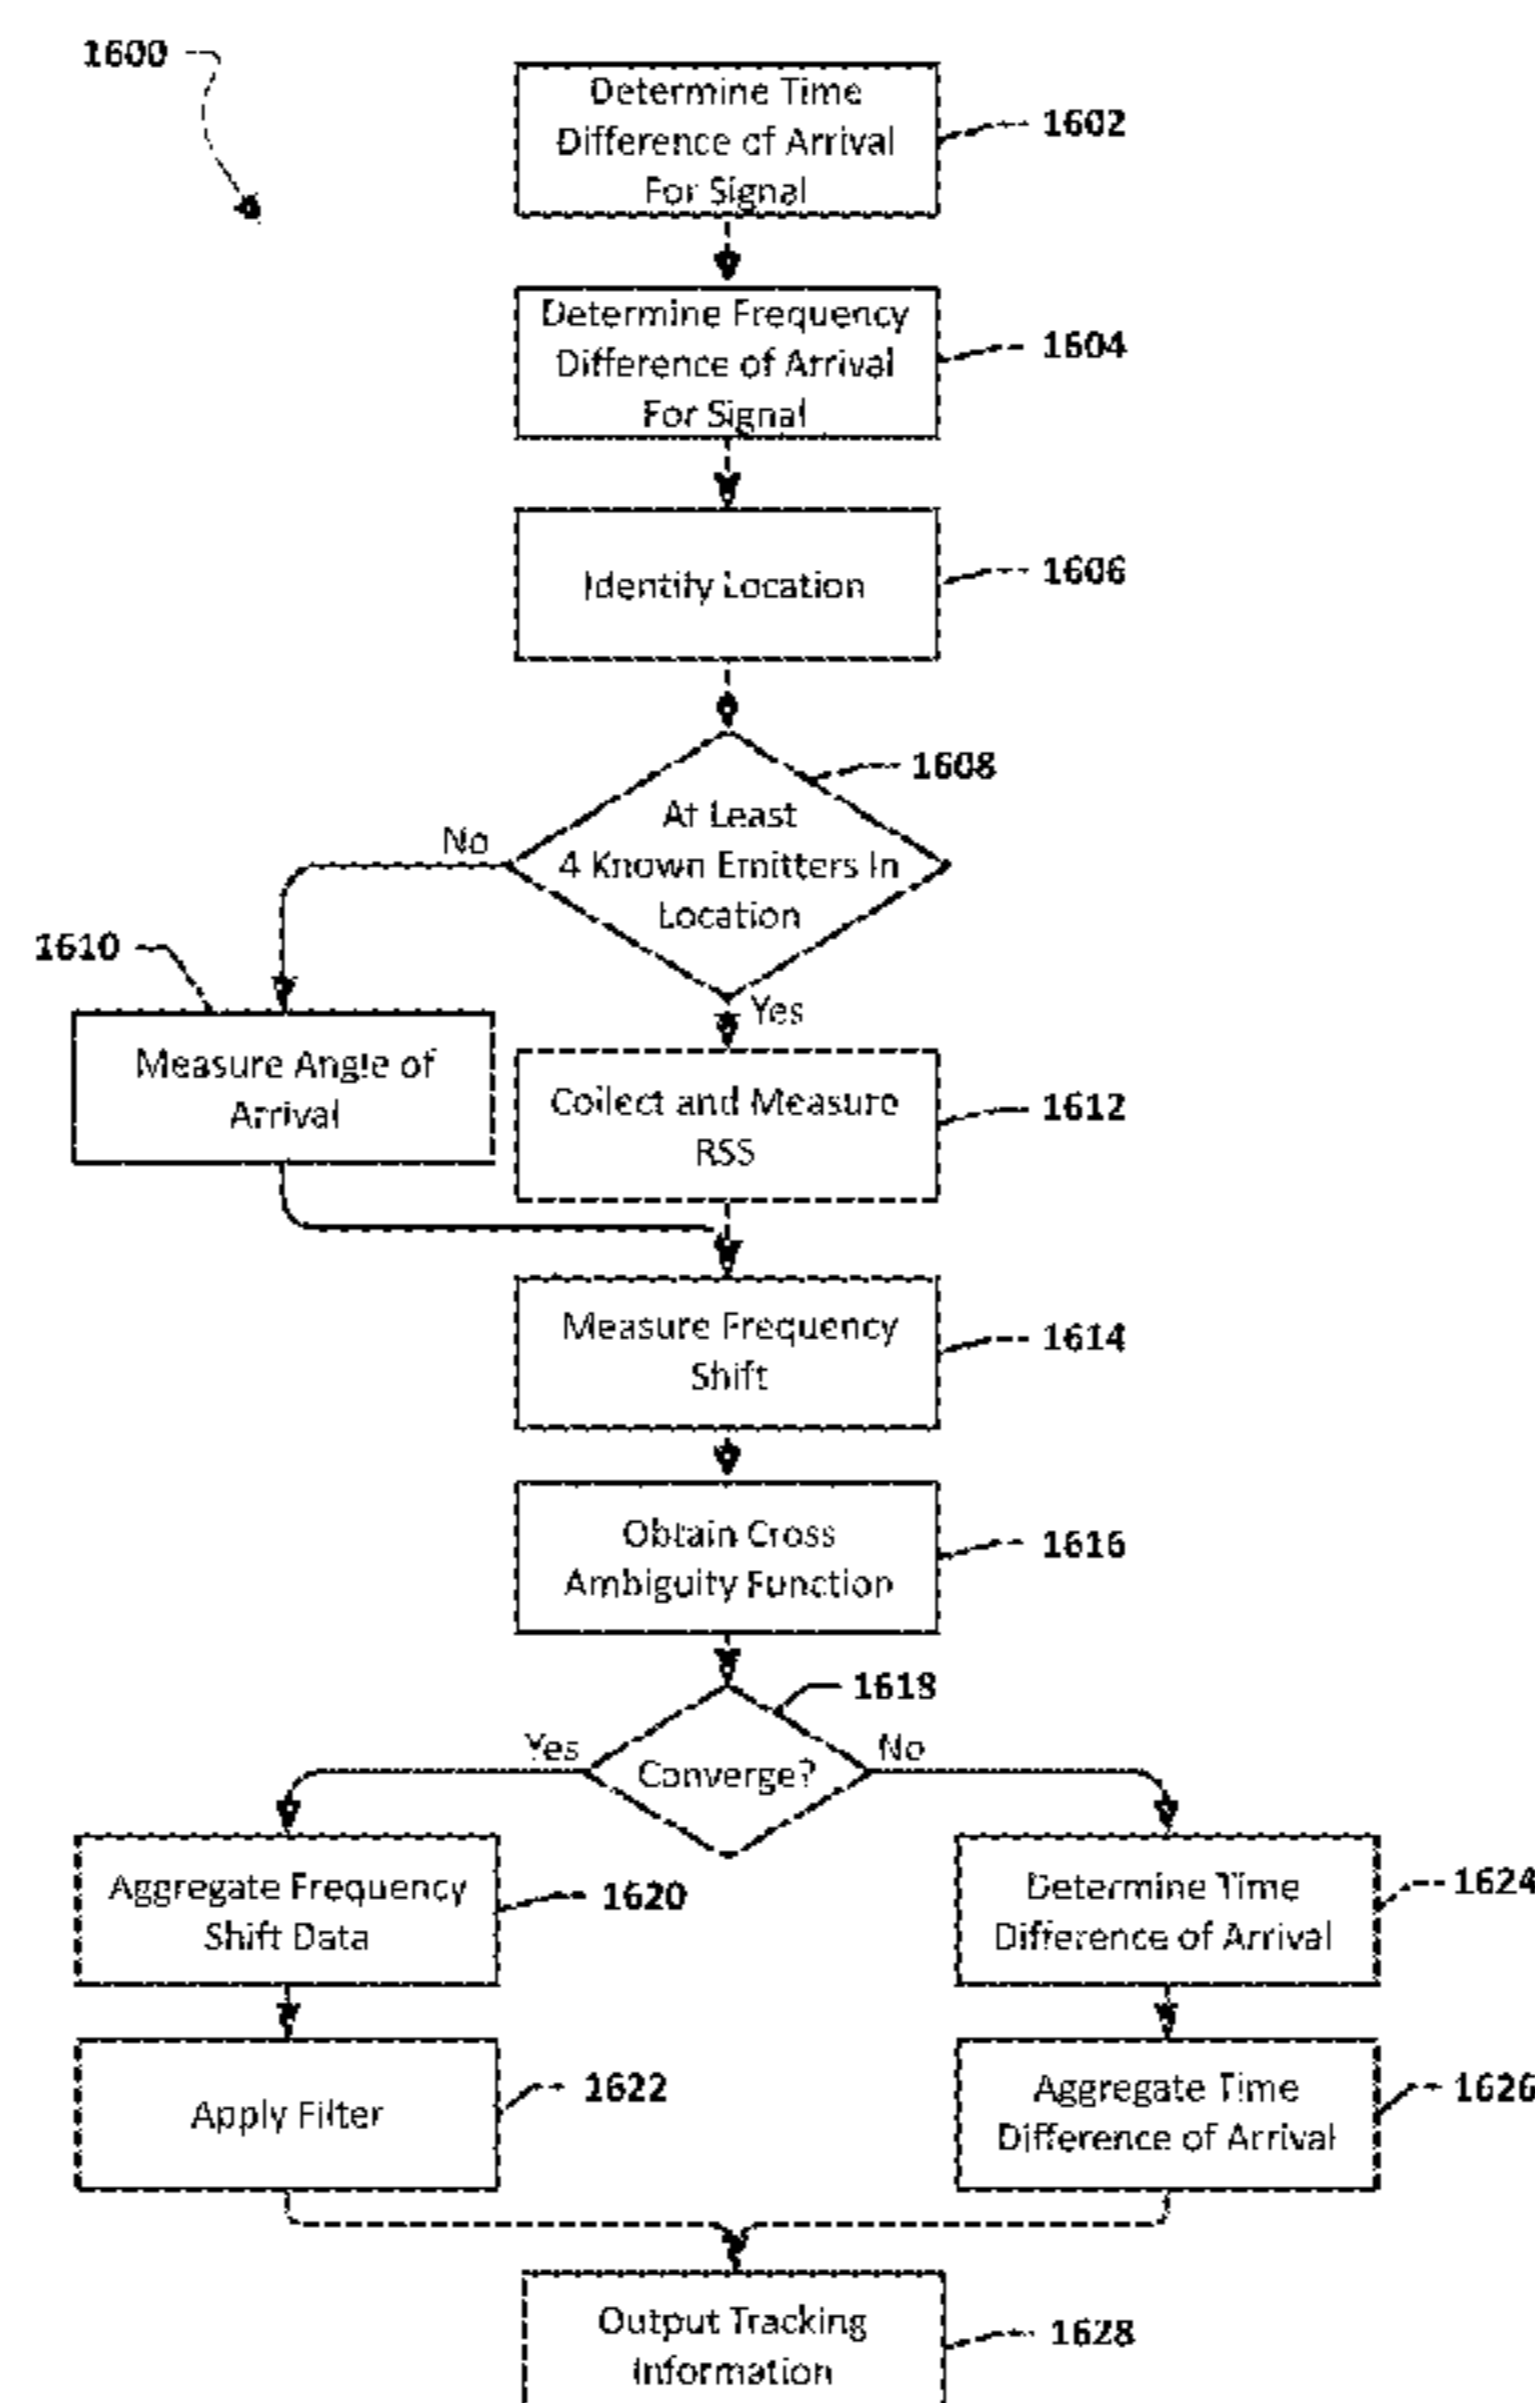 1600
Determine Time
Difference of Arrival
For Signal
1602
Determine Frequency
Difference of Arrival
For Signal
1604
Identify Location
1606
1608
At Least
4 Known Emitters In
Location
No
Yes
1610
Measure Angle of
Arrival
Collect and Measure
RSS
1612
Measure Frequency
Shift
1614
Obtain Cross
Ambiguity Function
1616
1618
Converge?
Yes
No
Aggregate Frequency
Shift Data
1620
Determine Time
Difference of Arrival
1624
Apply Filter
1622
Aggregate Time
Difference of Arrival
1626
Output Tracking
Information
1628